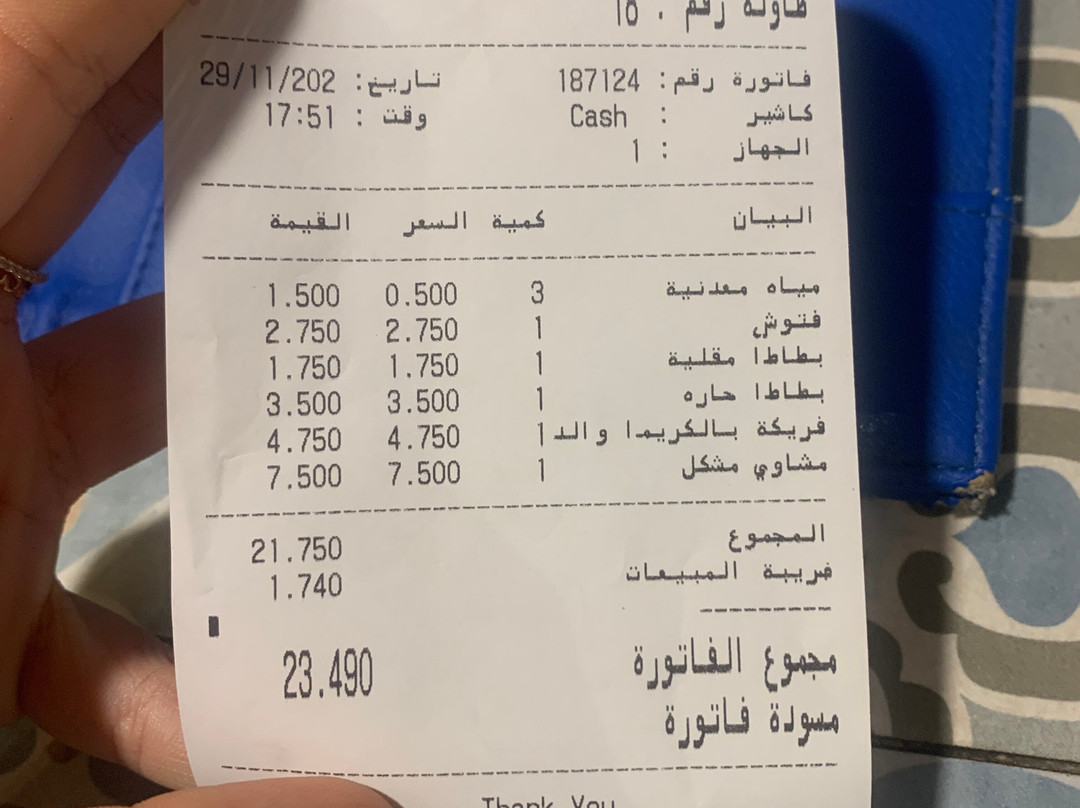 طاولة رقم : 10
فاتورة رقم: 187124 تاريخ: 29/11/202
كاشير : Cash وقت : 17:51
الجهاز : 1
البيان كمية السعر القيمة
مياه معدنية 3 0.500 1.500
فتوش 1 2.750 2.750
بطاطا مقلية 1 1.750 1.750
بطاطا حاره 1 3.500 3.500
فريكة بالكريما و الد 1 4.750 4.750
مشاوي مشكل 1 7.500 7.500
المجموع 21.750
ضريبة المبيعات 1.740
مجموع الفاتورة 23.490
مسودة فاتورة
Thank You